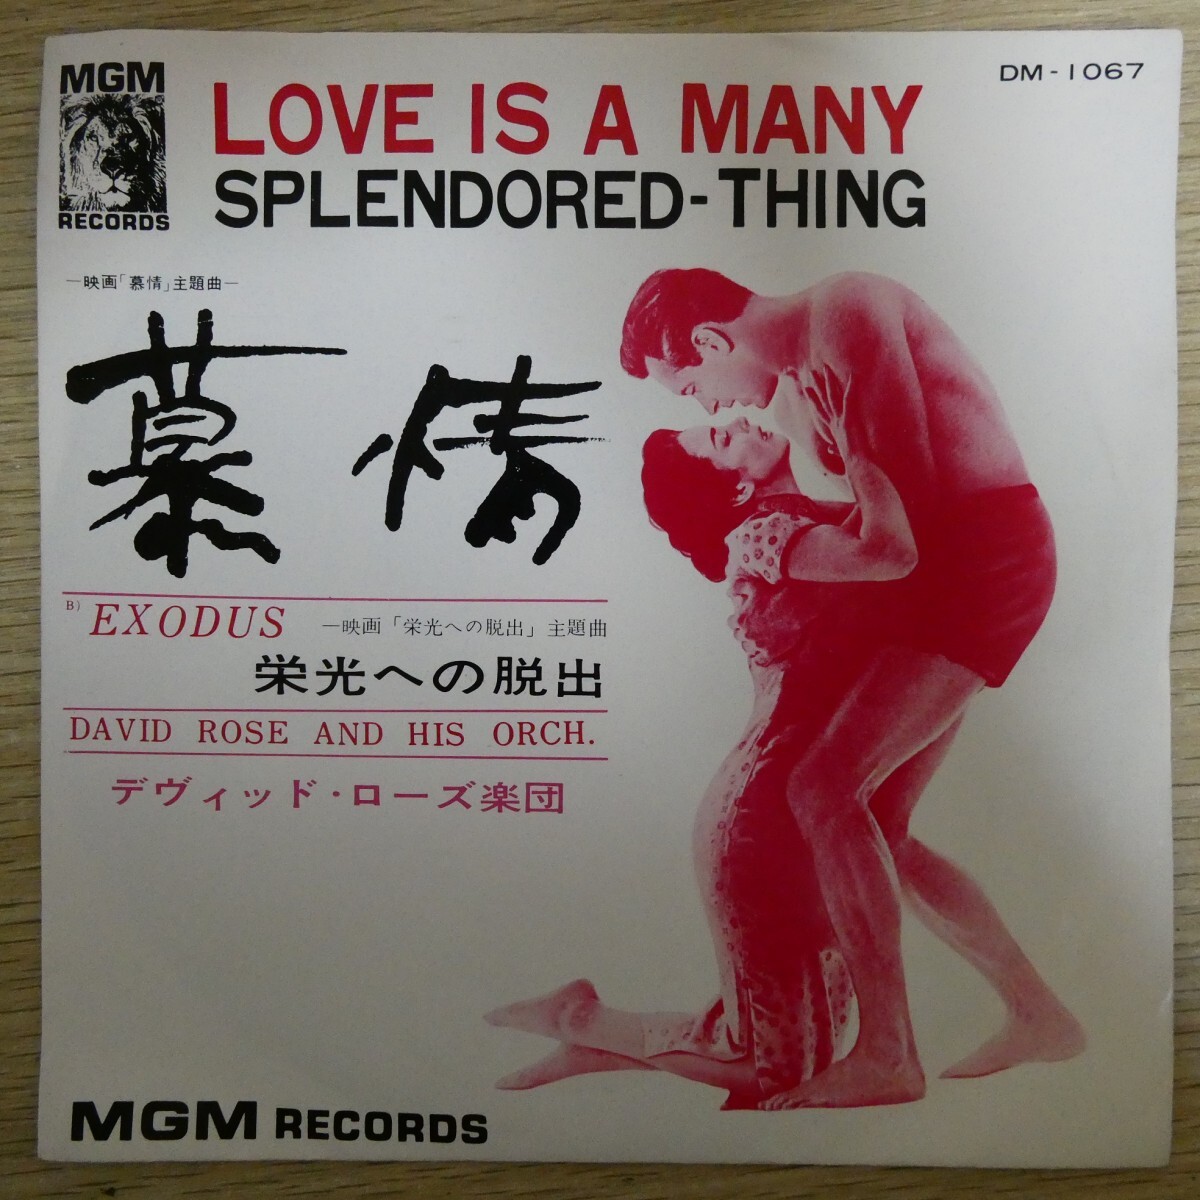 MGM
RECORDS
LOVE IS A MANY
SPLENDORED-THING
DM-1067
—映画「慕情」主題曲—
慕情
B) EXODUS —映画「栄光への脱出」主題曲
栄光への脱出
DAVID ROSE AND HIS ORCH.
デヴィッド・ローズ楽団
MGM RECORDS